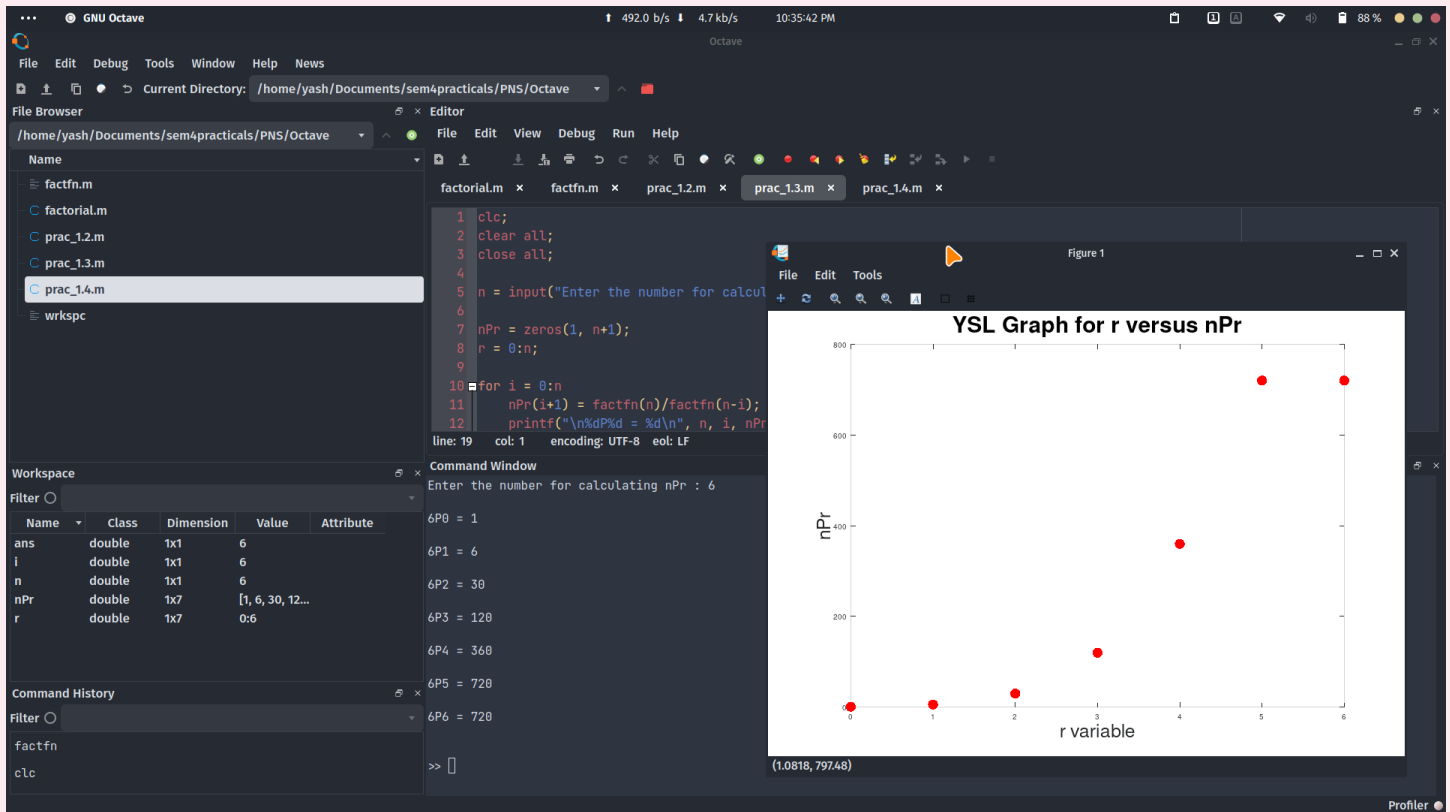 GNU Octave
492.0 b/s 4.7 kb/s
10:35:42 PM
1 A
88 %
Octave
File Edit Debug Tools Window Help News
Current Directory: /home/yash/Documents/sem4practicals/PNS/Octave
File Browser
/home/yash/Documents/sem4practicals/PNS/Octave
Name
factfn.m
factorial.m
prac_1.2.m
prac_1.3.m
prac_1.4.m
wrkspc
Workspace
Filter
Name Class Dimension Value Attribute
ans double 1x1 6
i double 1x1 6
n double 1x1 6
nPr double 1x7 [1, 6, 30, 12...
r double 1x7 0:6
Command History
Filter
factfn
clc
Editor
File Edit View Debug Run Help
factorial.m factfn.m prac_1.2.m prac_1.3.m prac_1.4.m
1 clc;
2 clear all;
3 close all;
4
5 n = input("Enter the number for calcul
6
7 nPr = zeros(1, n+1);
8 r = 0:n;
9
10 for i = 0:n
11 nPr(i+1) = factfn(n)/factfn(n-i);
12 printf("\n%dP%d = %d\n", n, i, nPr
line: 19 col: 1 encoding: UTF-8 eol: LF
Command Window
Enter the number for calculating nPr : 6
6P0 = 1
6P1 = 6
6P2 = 30
6P3 = 120
6P4 = 360
6P5 = 720
6P6 = 720
>>
Figure 1
File Edit Tools
A
YSL Graph for r versus nPr
800
600
400
200
0
nPr
0 1 2 3 4 5 6
r variable
(1.0818, 797.48)
Profiler